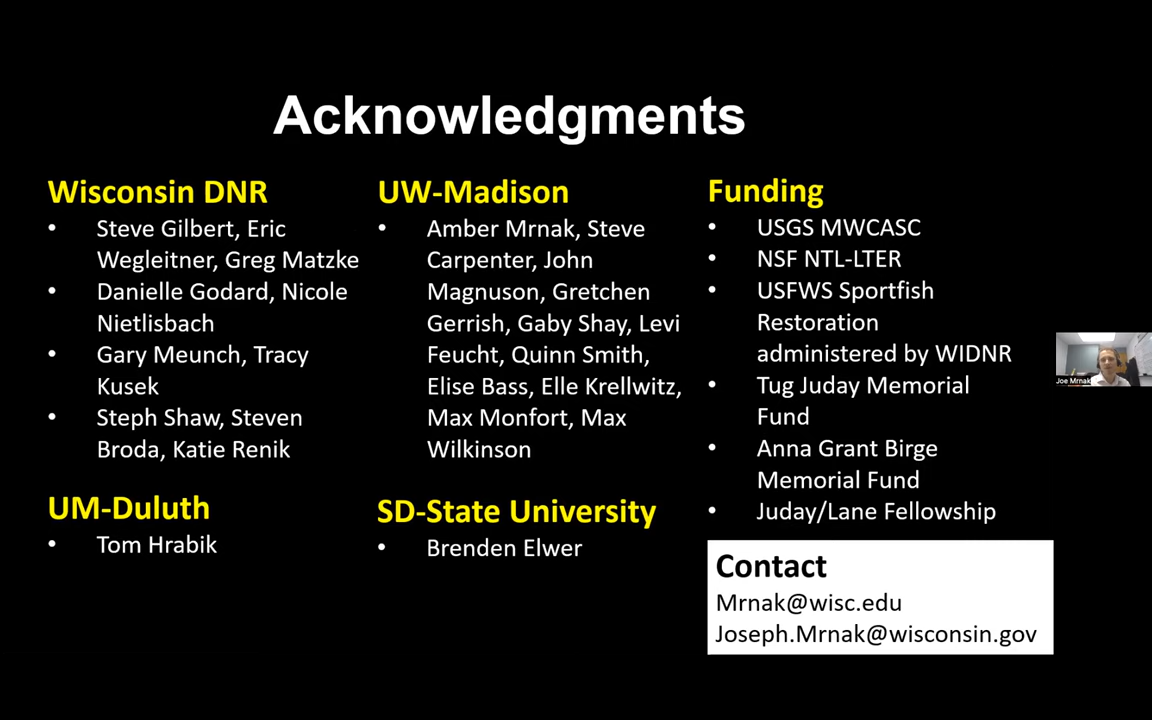 Acknowledgments
Wisconsin DNR
• Steve Gilbert, Eric
Wegleitner, Greg Matzke
• Danielle Godard, Nicole
Nietlisbach
• Gary Meunch, Tracy
Kusek
• Steph Shaw, Steven
Broda, Katie Renik
UM-Duluth
• Tom Hrabik
UW-Madison
• Amber Mrnak, Steve
Carpenter, John
Magnuson, Gretchen
Gerrish, Gaby Shay, Levi
Feucht, Quinn Smith,
Elise Bass, Elle Krellwitz,
Max Monfort, Max
Wilkinson
SD-State University
• Brenden Elwer
Funding
• USGS MWCASC
• NSF NTL-LTER
• USFWS Sportfish
Restoration
administered by WIDNR
• Tug Juday Memorial
Fund
• Anna Grant Birge
Memorial Fund
• Juday/Lane Fellowship
Contact
Mrnak@wisc.edu
Joseph.Mrnak@wisconsin.gov
Joe Mrnak